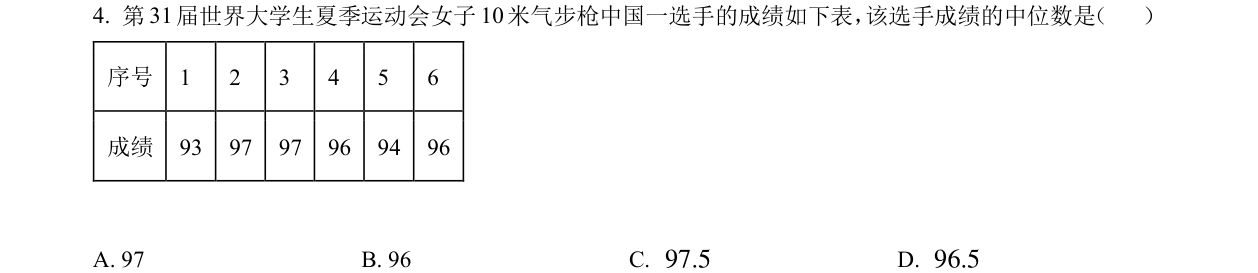 4. 第31届世界大学生夏季运动会女子10米气步枪中国一选手的成绩如下表，该选手成绩的中位数是（　　）
序号 1 2 3 4 5 6
成绩 93 97 97 96 94 96
A. 97 B. 96 C. 97.5 D. 96.5